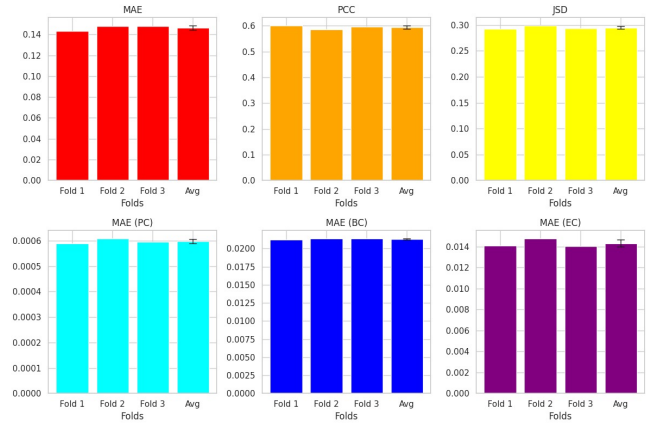 MAE
0.14
0.12
0.10
0.08
0.06
0.04
0.02
0.00
Fold 1 Fold 2 Fold 3 Avg
Folds
PCC
0.6
0.5
0.4
0.3
0.2
0.1
0.0
Fold 1 Fold 2 Fold 3 Avg
Folds
JSD
0.30
0.25
0.20
0.15
0.10
0.05
0.00
Fold 1 Fold 2 Fold 3 Avg
Folds
MAE (PC)
0.0006
0.0005
0.0004
0.0003
0.0002
0.0001
0.0000
Fold 1 Fold 2 Fold 3 Avg
Folds
MAE (BC)
0.0200
0.0175
0.0150
0.0125
0.0100
0.0075
0.0050
0.0025
0.0000
Fold 1 Fold 2 Fold 3 Avg
Folds
MAE (EC)
0.014
0.012
0.010
0.008
0.006
0.004
0.002
0.000
Fold 1 Fold 2 Fold 3 Avg
Folds